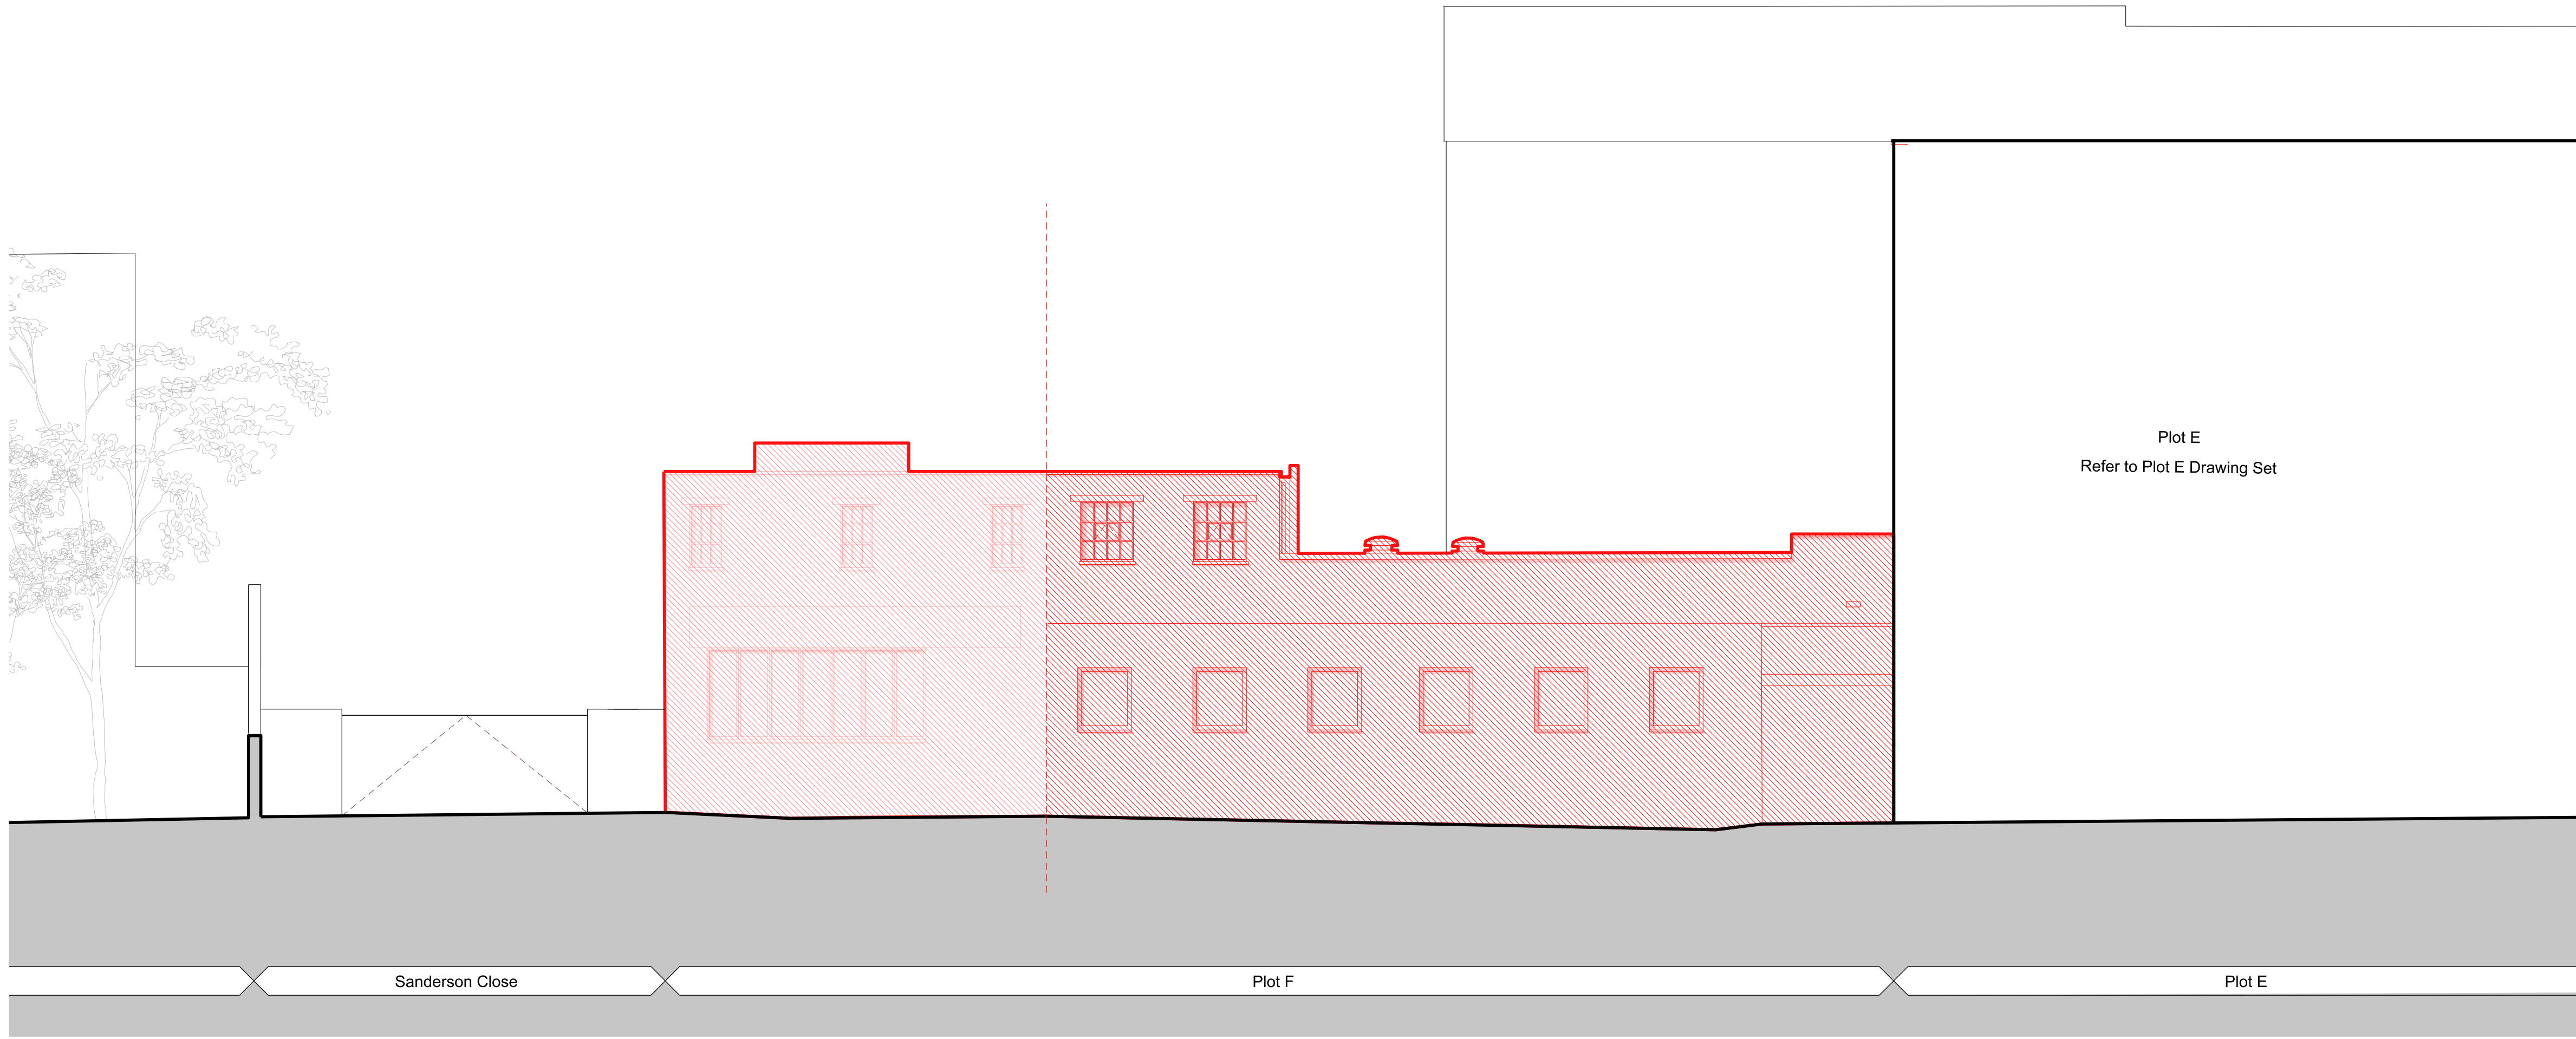 Plot E
Refer to Plot E Drawing Set
Sanderson Close
Plot F
Plot E